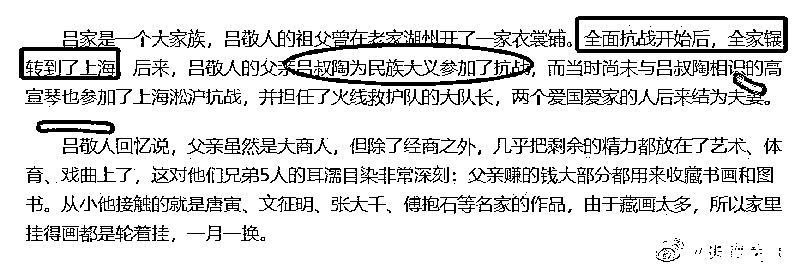 吕家是一个大家族，吕敬人的祖父曾在老家湖州开了一家衣裳铺。全面抗战开始后，全家辗
转到了上海。后来，吕敬人的父亲吕叔陶为民族大义参加了抗战，而当时尚未与吕叔陶相识的高
宣琴也参加了上海淞沪抗战，并担任了火线救护队的大队长，两个爱国爱家的人后来结为夫妻。
吕敬人回忆说，父亲虽然是大商人，但除了经商之外，几乎把剩余的精力都放在了艺术、体
育、戏曲上了，这对他们兄弟5人的耳濡目染非常深刻：父亲赚的钱大部分都用来收藏书画和图
书。从小他接触的就是唐寅、文征明、张大千、傅抱石等名家的作品，由于藏画太多，所以家里
挂得画都是轮着挂，一月一换。